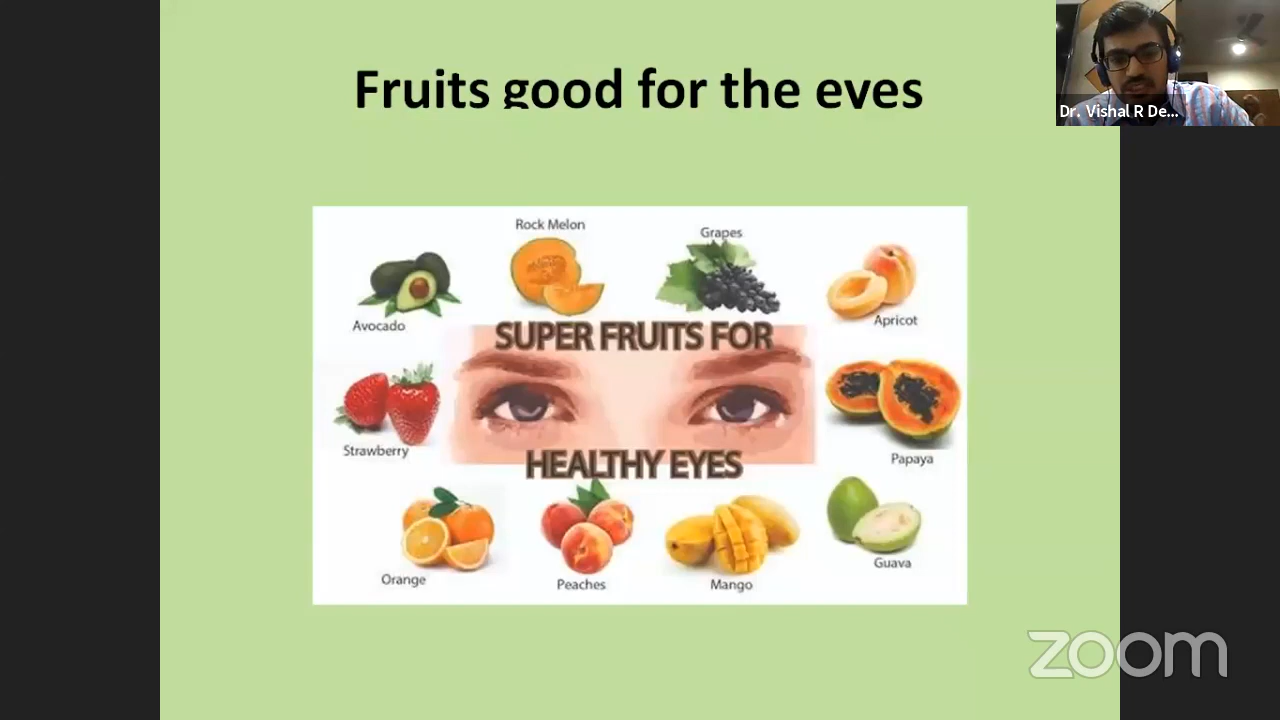 Fruits good for the eyes
Dr. Vishal R De...
Rock Melon
Grapes
Avocado
Apricot
SUPER FRUITS FOR
Strawberry
Papaya
HEALTHY EYES
Orange
Peaches
Mango
Guava
zoom